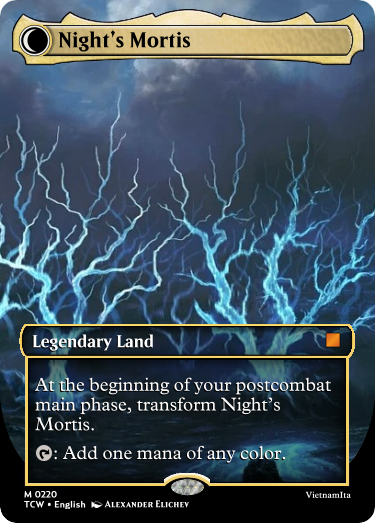 Night's Mortis
Legendary Land
At the beginning of your postcombat
main phase, transform Night's
Mortis.
: Add one mana of any color.
M 0220
VietnamIta
TCW • English Alexander Elichev